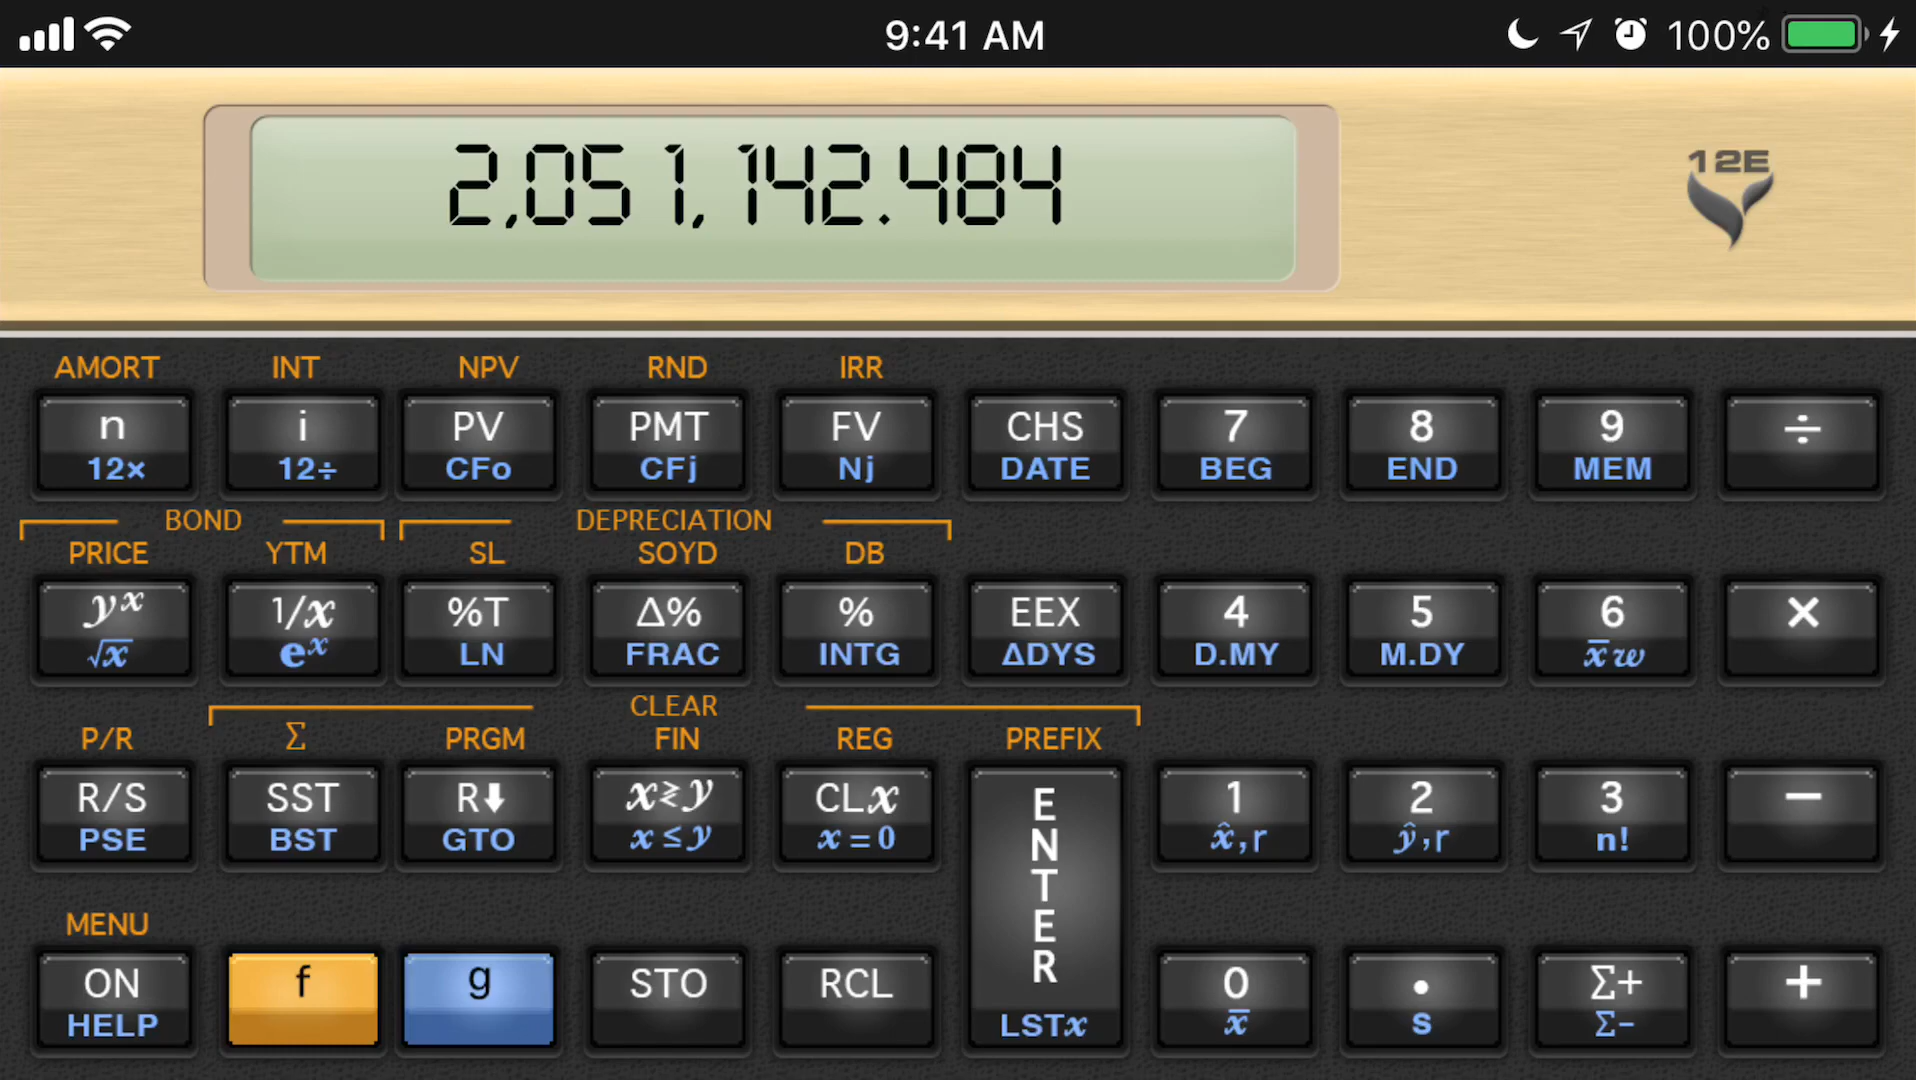 9:41 AM 100%
2,051,142.484
12E
AMORT INT NPV RND IRR
n i PV PMT FV CHS 7 8 9 ÷
12× 12÷ CFo CFj Nj DATE BEG END MEM
BOND DEPRECIATION
PRICE YTM SL SOYD DB
yˣ 1/x %T Δ% % EEX 4 5 6 ×
√x eˣ LN FRAC INTG ΔDYS D.MY M.DY x̅w
CLEAR
P/R Σ PRGM FIN REG PREFIX
R/S SST R⬇ x≷y CLx ENTER 1 2 3 −
PSE BST GTO x≤y x=0 x̂,r ŷ,r n!
MENU
ON f g STO RCL 0 • Σ+ +
HELP LSTx x̅ s Σ−